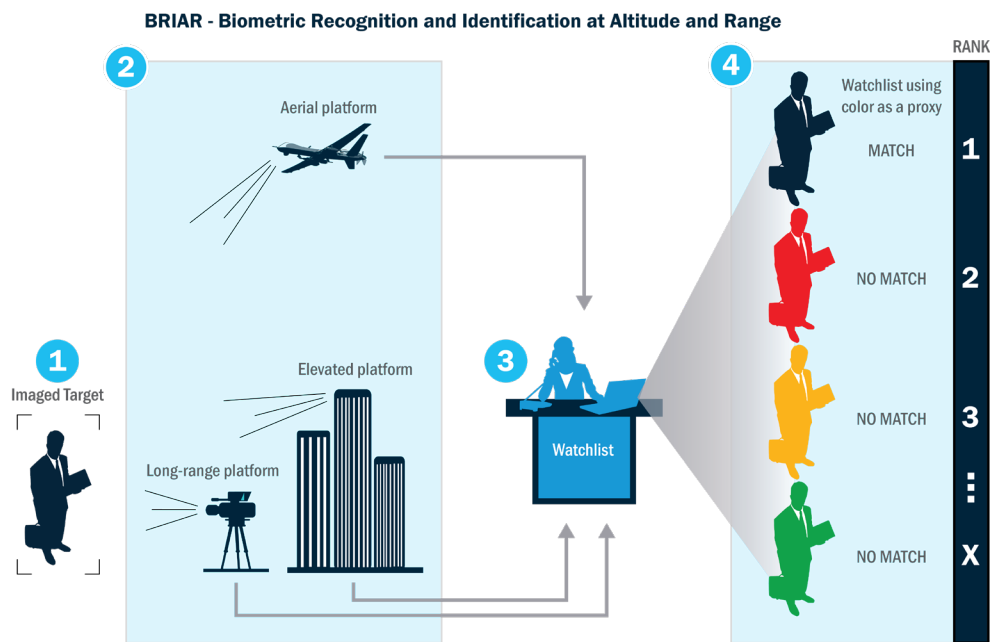 BRIAR - Biometric Recognition and Identification at Altitude and Range
1
Imaged Target
2
Aerial platform
Elevated platform
Long-range platform
3
Watchlist
4
RANK
Watchlist using
color as a proxy
MATCH
1
NO MATCH
2
NO MATCH
3
⋮
NO MATCH
X